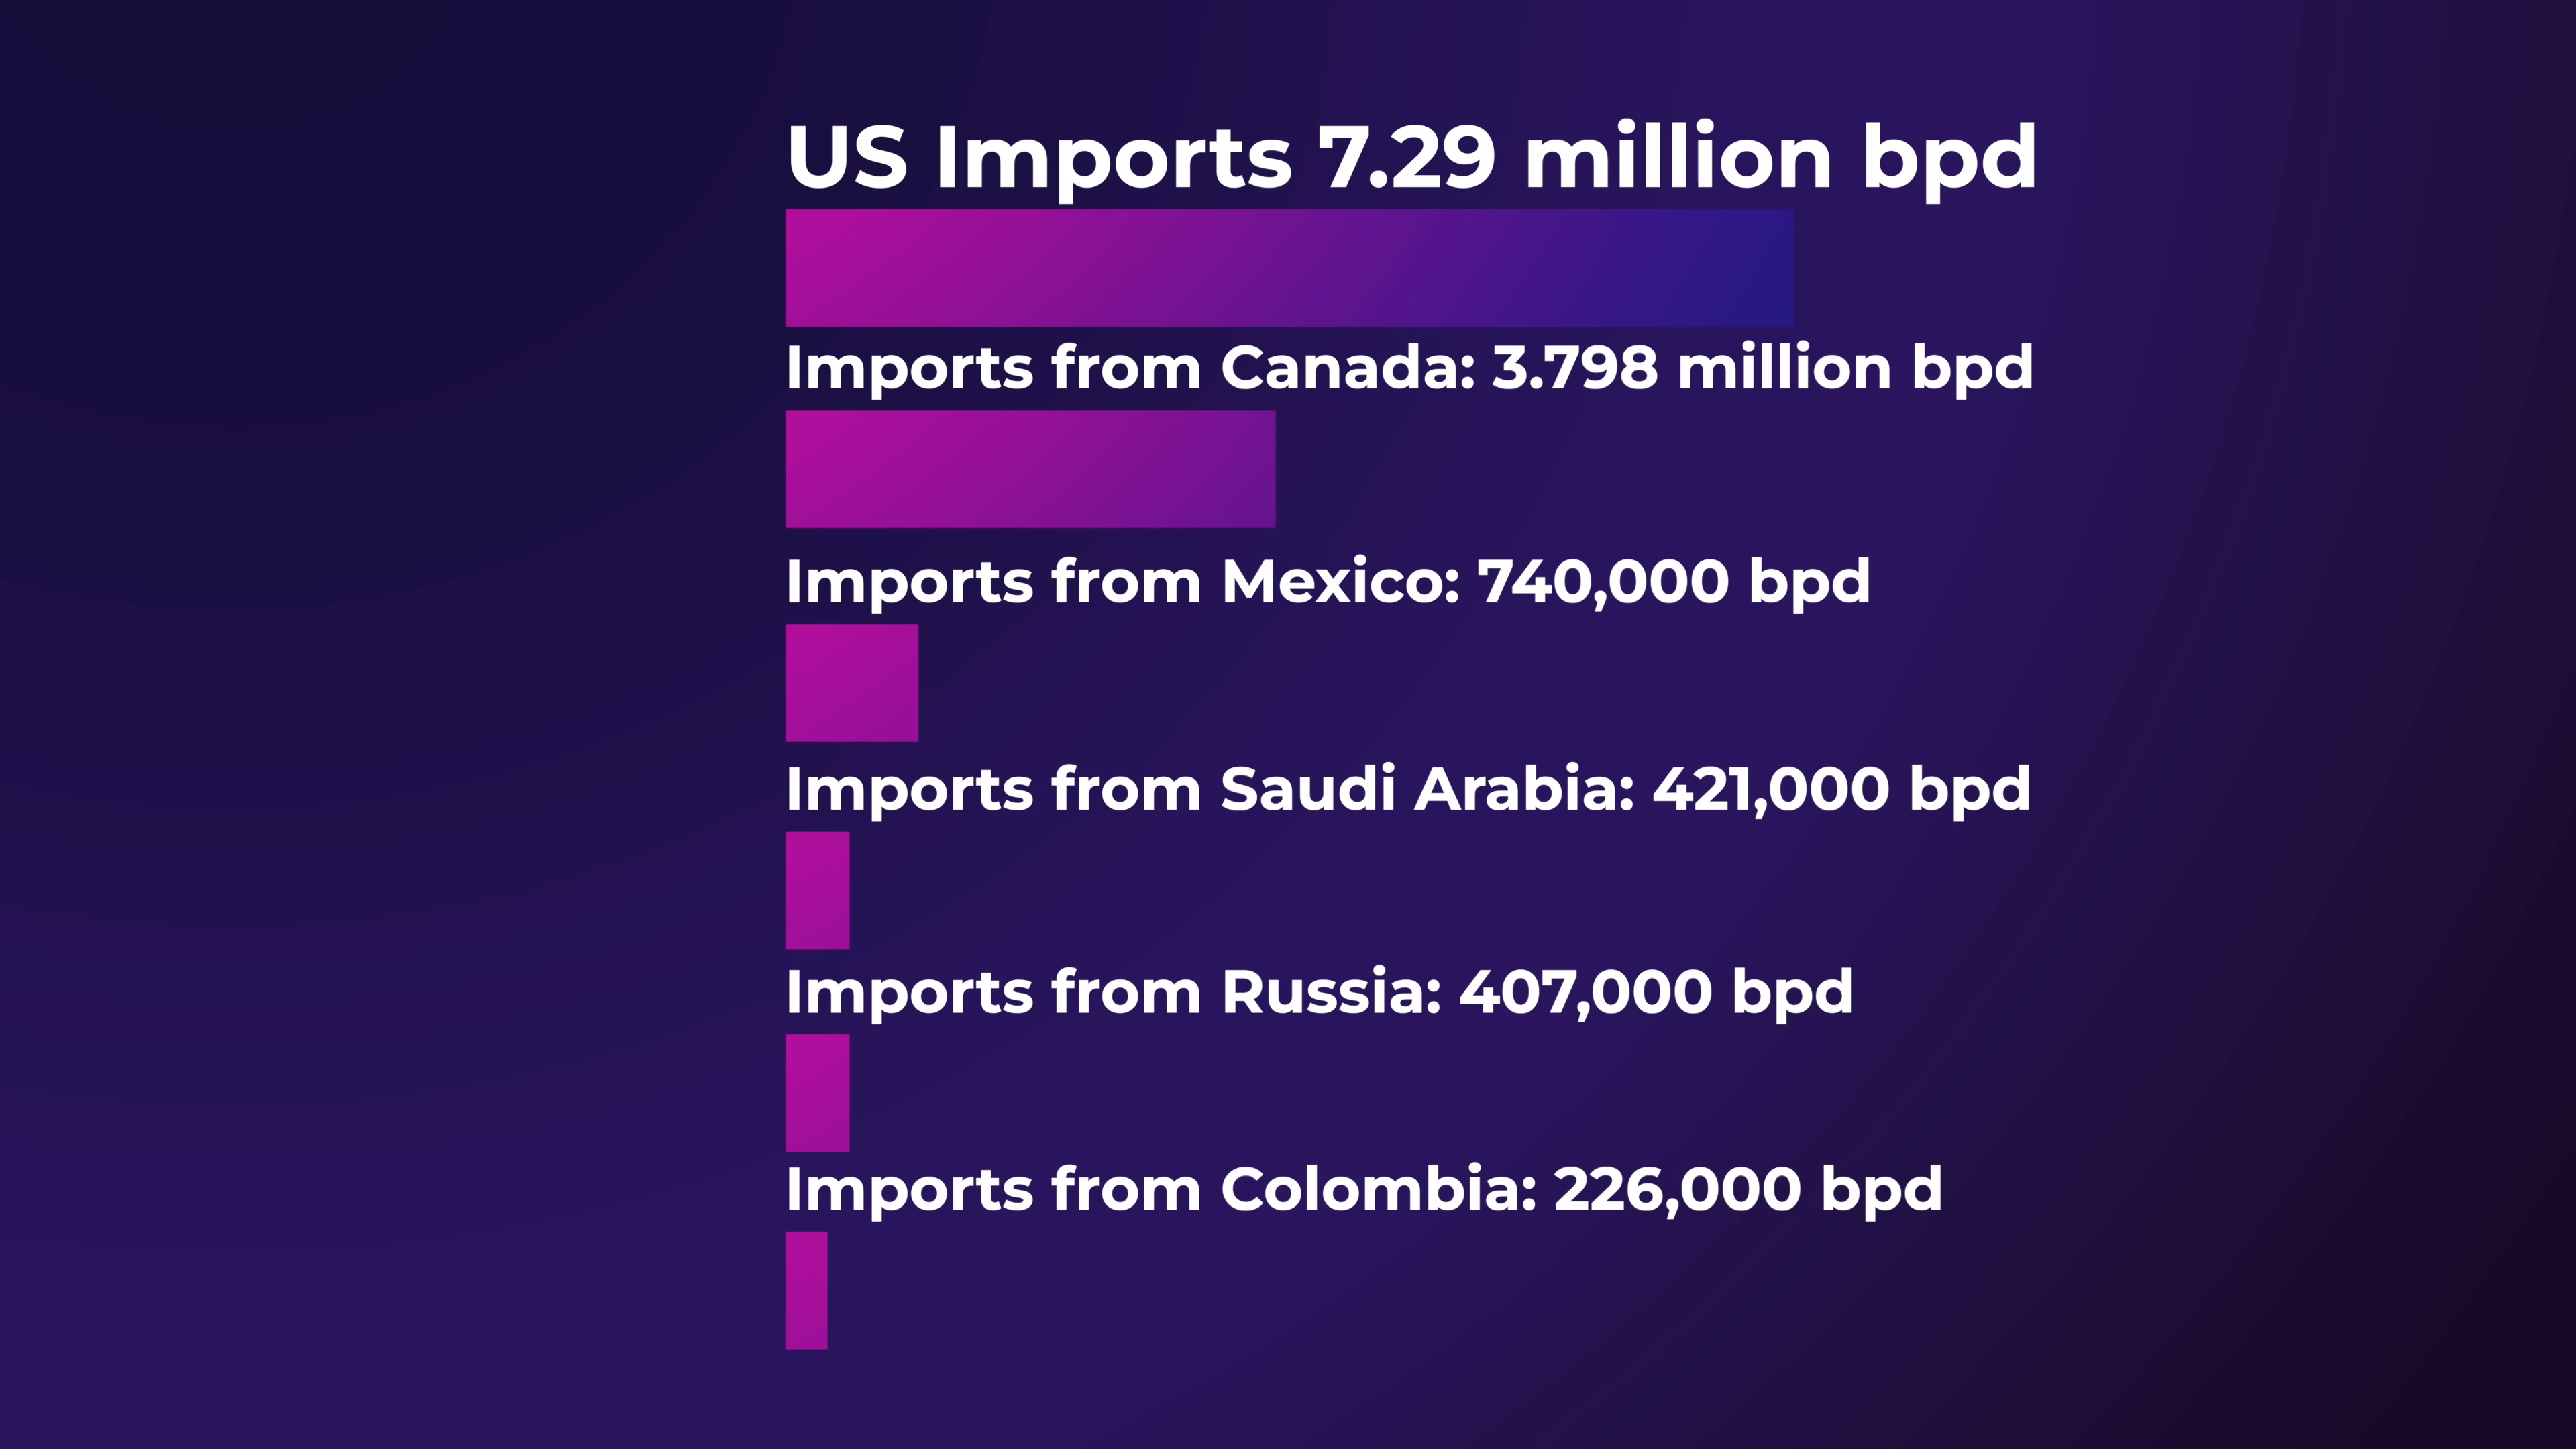 US Imports 7.29 million bpd
Imports from Canada: 3.798 million bpd
Imports from Mexico: 740,000 bpd
Imports from Saudi Arabia: 421,000 bpd
Imports from Russia: 407,000 bpd
Imports from Colombia: 226,000 bpd